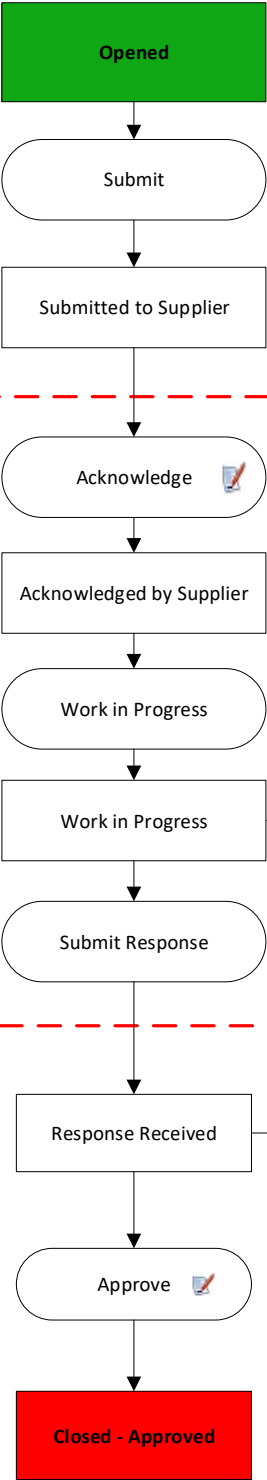 Opened
Submit
Submitted to Supplier
Acknowledge
Acknowledged by Supplier
Work in Progress
Work in Progress
Submit Response
Response Received
Approve
Closed - Approved